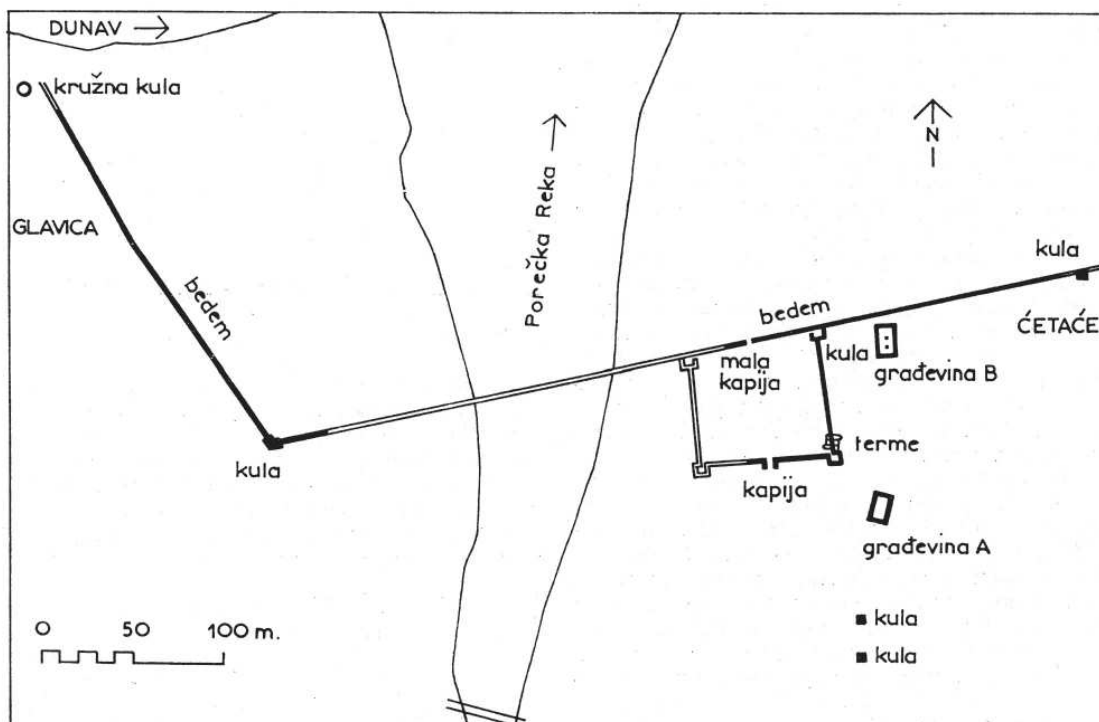 DUNAV
kružna kula
N
GLAVICA
Porečka Reka
kula
bedem
bedem
ĆETAĆE
mala
kapija
kula
građevina B
terme
kula
kapija
građevina A
0 50 100 m.
kula
kula